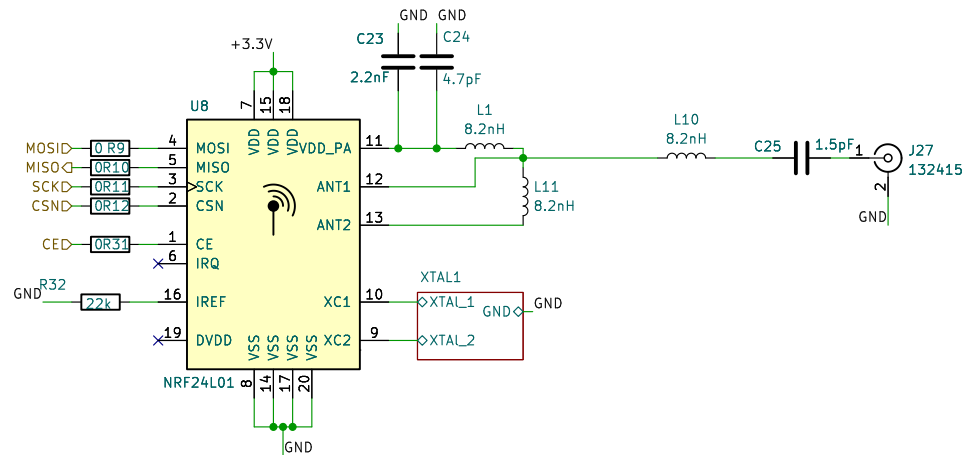 GND GND
C23 C24
2.2nF 4.7pF
+3.3V
U8
7 15 18
VDD VDD VDD VDD_PA 11
L1
8.2nH
L10
8.2nH
C25 1.5pF
1 J27
2 132415
GND
MOSI 0 R9 4 MOSI
MISO 0R10 5 MISO
SCK 0R11 3 SCK
CSN 0R12 2 CSN
ANT1 12
L11
8.2nH
ANT2 13
CE 0R31 1 CE
6 IRQ
R32
GND 22k 16 IREF
XTAL1
XC1 10 XTAL_1 GND GND
19 DVDD
XC2 9 XTAL_2
VSS VSS VSS VSS
NRF24L01 8 14 17 20
GND